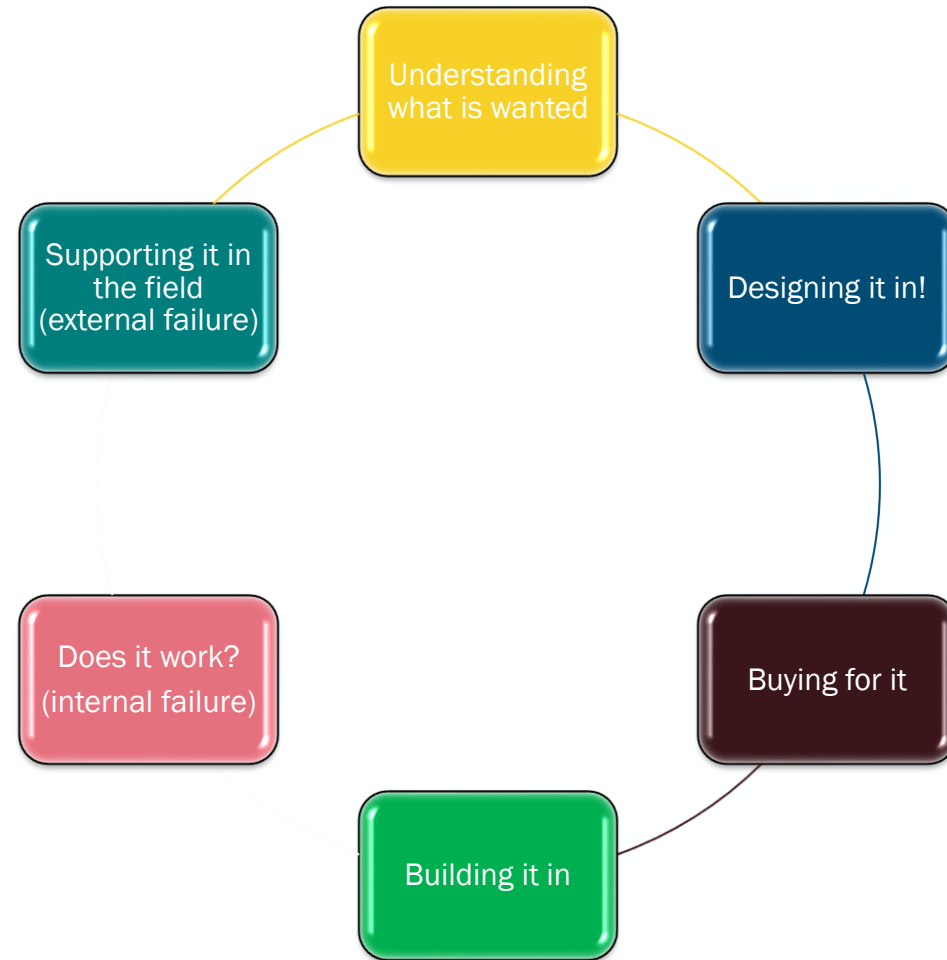 Understanding
what is wanted
Designing it in!
Buying for it
Building it in
Does it work?
(internal failure)
Supporting it in
the field
(external failure)